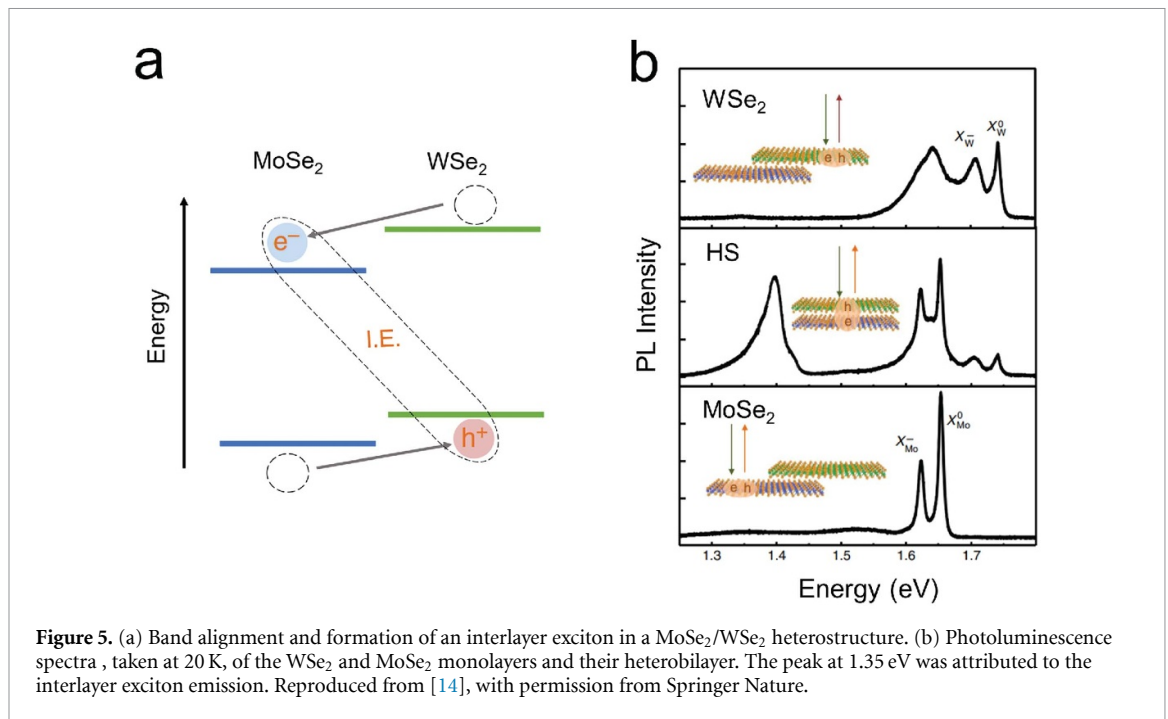 a
MoSe₂
WSe₂
Energy
e⁻
I.E.
h⁺
b
PL Intensity
WSe₂
X⁻W
X⁰W
e h
HS
h
e
MoSe₂
X⁻Mo
X⁰Mo
e h
1.3 1.4 1.5 1.6 1.7
Energy (eV)
Figure 5. (a) Band alignment and formation of an interlayer exciton in a MoSe₂/WSe₂ heterostructure. (b) Photoluminescence
spectra , taken at 20 K, of the WSe₂ and MoSe₂ monolayers and their heterobilayer. The peak at 1.35 eV was attributed to the
interlayer exciton emission. Reproduced from [14], with permission from Springer Nature.